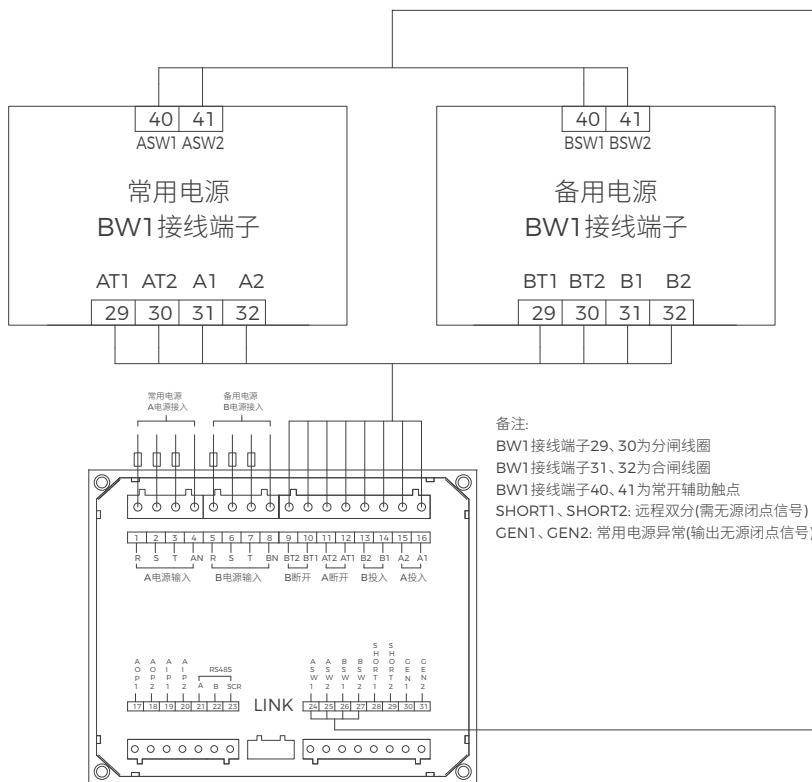 40 41
ASW1 ASW2
常用电源
BW1接线端子
AT1 AT2 A1 A2
29 30 31 32
40 41
BSW1 BSW2
备用电源
BW1接线端子
BT1 BT2 B1 B2
29 30 31 32
常用电源
A电源接入
备用电源
B电源接入
备注:
BW1接线端子29、30为分闸线圈
BW1接线端子31、32为合闸线圈
BW1接线端子40、41为常开辅助触点
SHORT1、SHORT2: 远程双分(需无源闭点信号)
GEN1、GEN2: 常用电源异常(输出无源闭点信号)
1 2 3 4 5 6 7 8 9 10 11 12 13 14 15 16
R S T AN R S T BN BT2 BT1 AT2 AT1 B2 B1 A2 A1
A电源输入 B电源输入 B断开 A断开 B投入 A投入
AOP1 AOP2 AIP1 AIP2 RS485
A B SCR
17 18 19 20 21 22 23
LINK
ASW1 ASW2 BSW1 BSW2 SHORT1 SHORT2 GEN1 GEN2
24 25 26 27 28 29 30 31